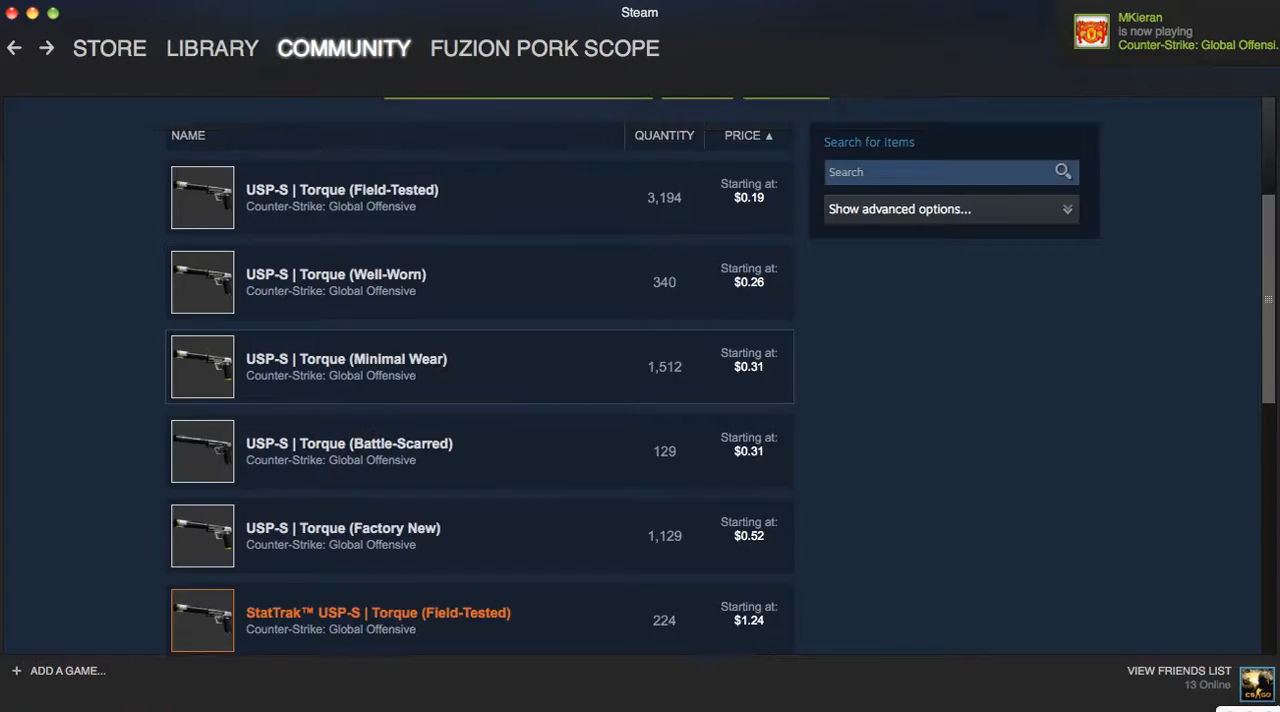 Steam
STORE LIBRARY COMMUNITY FUZION PORK SCOPE
MKieran
is now playing
Counter-Strike: Global Offensi.
NAME QUANTITY PRICE ▲
USP-S | Torque (Field-Tested)
Counter-Strike: Global Offensive
3,194
Starting at:
$0.19
USP-S | Torque (Well-Worn)
Counter-Strike: Global Offensive
340
Starting at:
$0.26
USP-S | Torque (Minimal Wear)
Counter-Strike: Global Offensive
1,512
Starting at:
$0.31
USP-S | Torque (Battle-Scarred)
Counter-Strike: Global Offensive
129
Starting at:
$0.31
USP-S | Torque (Factory New)
Counter-Strike: Global Offensive
1,129
Starting at:
$0.52
StatTrak™ USP-S | Torque (Field-Tested)
Counter-Strike: Global Offensive
224
Starting at:
$1.24
Search for Items
Search
Show advanced options...
+ ADD A GAME...
VIEW FRIENDS LIST
13 Online
CS GO